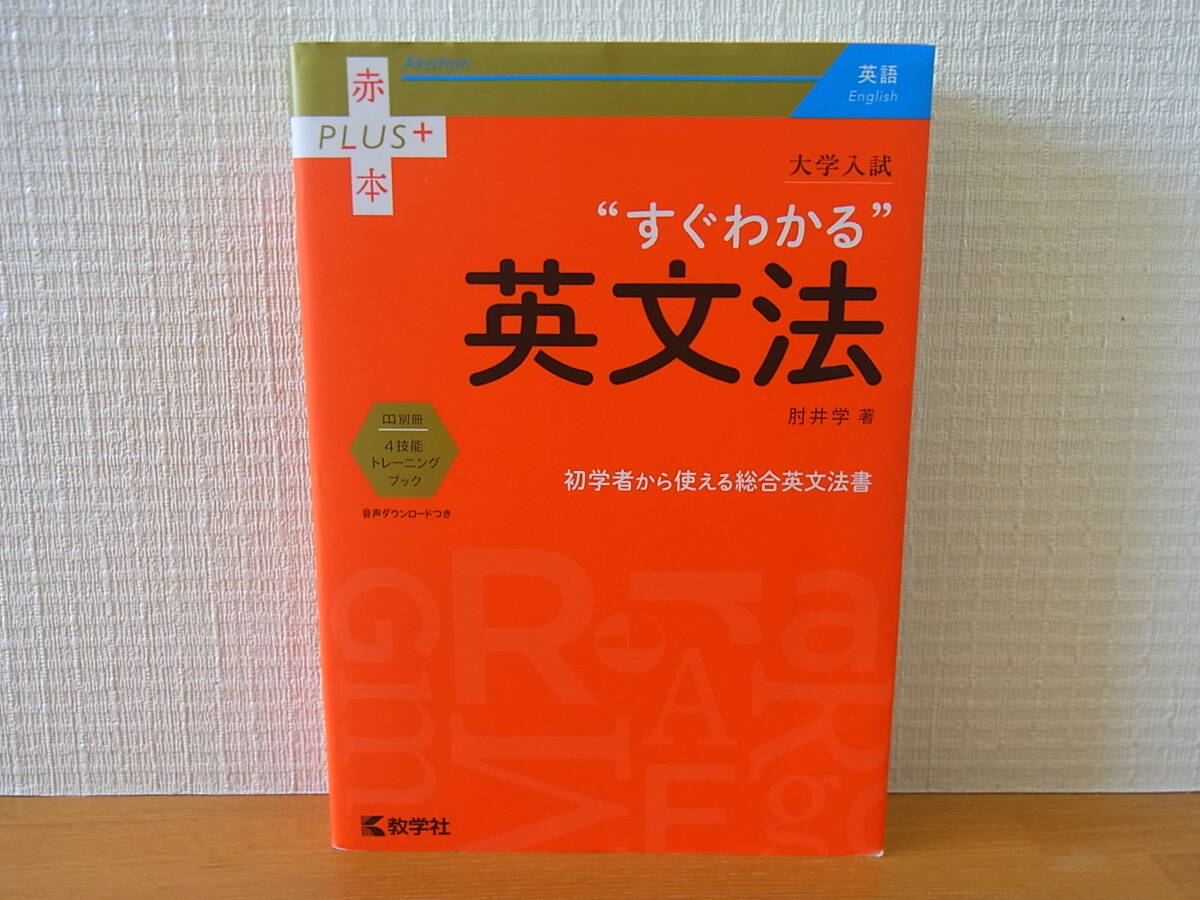 Akahon
赤
PLUS+
本
英語
English
大学入試
“すぐわかる”
英文法
肘井学 著
別冊
4技能
トレーニング
ブック
音声ダウンロードつき
初学者から使える総合英文法書
教学社